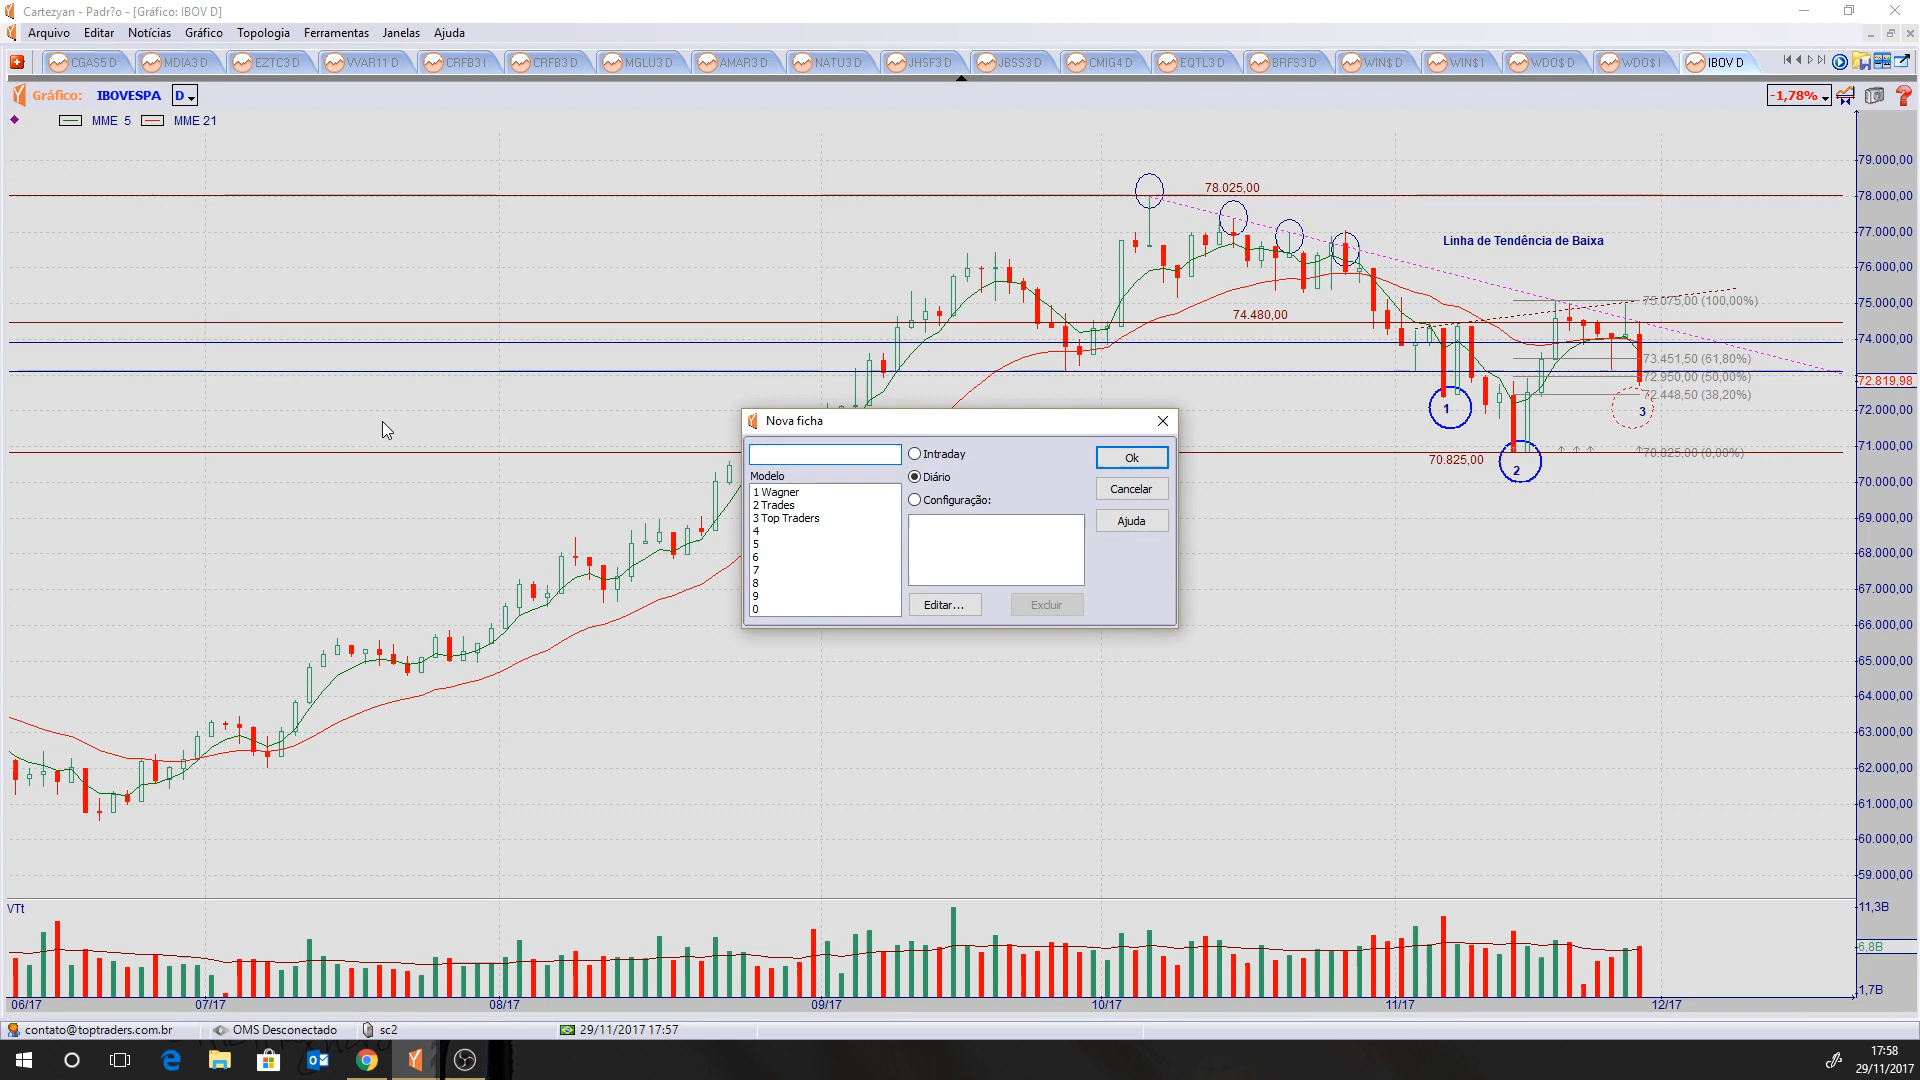 Cartezyan - Padr?o - [Gráfico: IBOV D]
Arquivo Editar Notícias Gráfico Topologia Ferramentas Janelas Ajuda
CGAS5 D MDIA3 D EZTC3 D VVAR11 D CRFB3 I CRFB3 D MGLU3 D AMAR3 D NATU3 D JHSF3 D JBSS3 D CMIG4 D EQTL3 D BRFS3 D WIN$ D WIN$ I WDO$ D WDO$ I IBOV D
Gráfico: IBOVESPA D -1,78%
MME 5 MME 21
79.000,00
78.025,00
78.000,00
77.000,00
Linha de Tendência de Baixa
76.000,00
75.075,00 (100,00%)
75.000,00
74.480,00
74.000,00
73.451,50 (61,80%)
72.950,00 (50,00%)
72.819,98
72.448,50 (38,20%)
72.000,00
1
3
71.000,00
70.825,00
70.825,00 (0,00%)
2
70.000,00
69.000,00
68.000,00
67.000,00
66.000,00
65.000,00
64.000,00
63.000,00
62.000,00
61.000,00
60.000,00
59.000,00
Nova ficha
Intraday
Ok
Modelo
Diário
Cancelar
1 Wagner
Configuração:
2 Trades
3 Top Traders
Ajuda
4
5
6
7
8
9
0
Editar...
Excluir
VTt
11,3B
6,8B
1,7B
06/17 07/17 08/17 09/17 10/17 11/17 12/17
contato@toptraders.com.br OMS Desconectado sc2 29/11/2017 17:57
17:58
29/11/2017